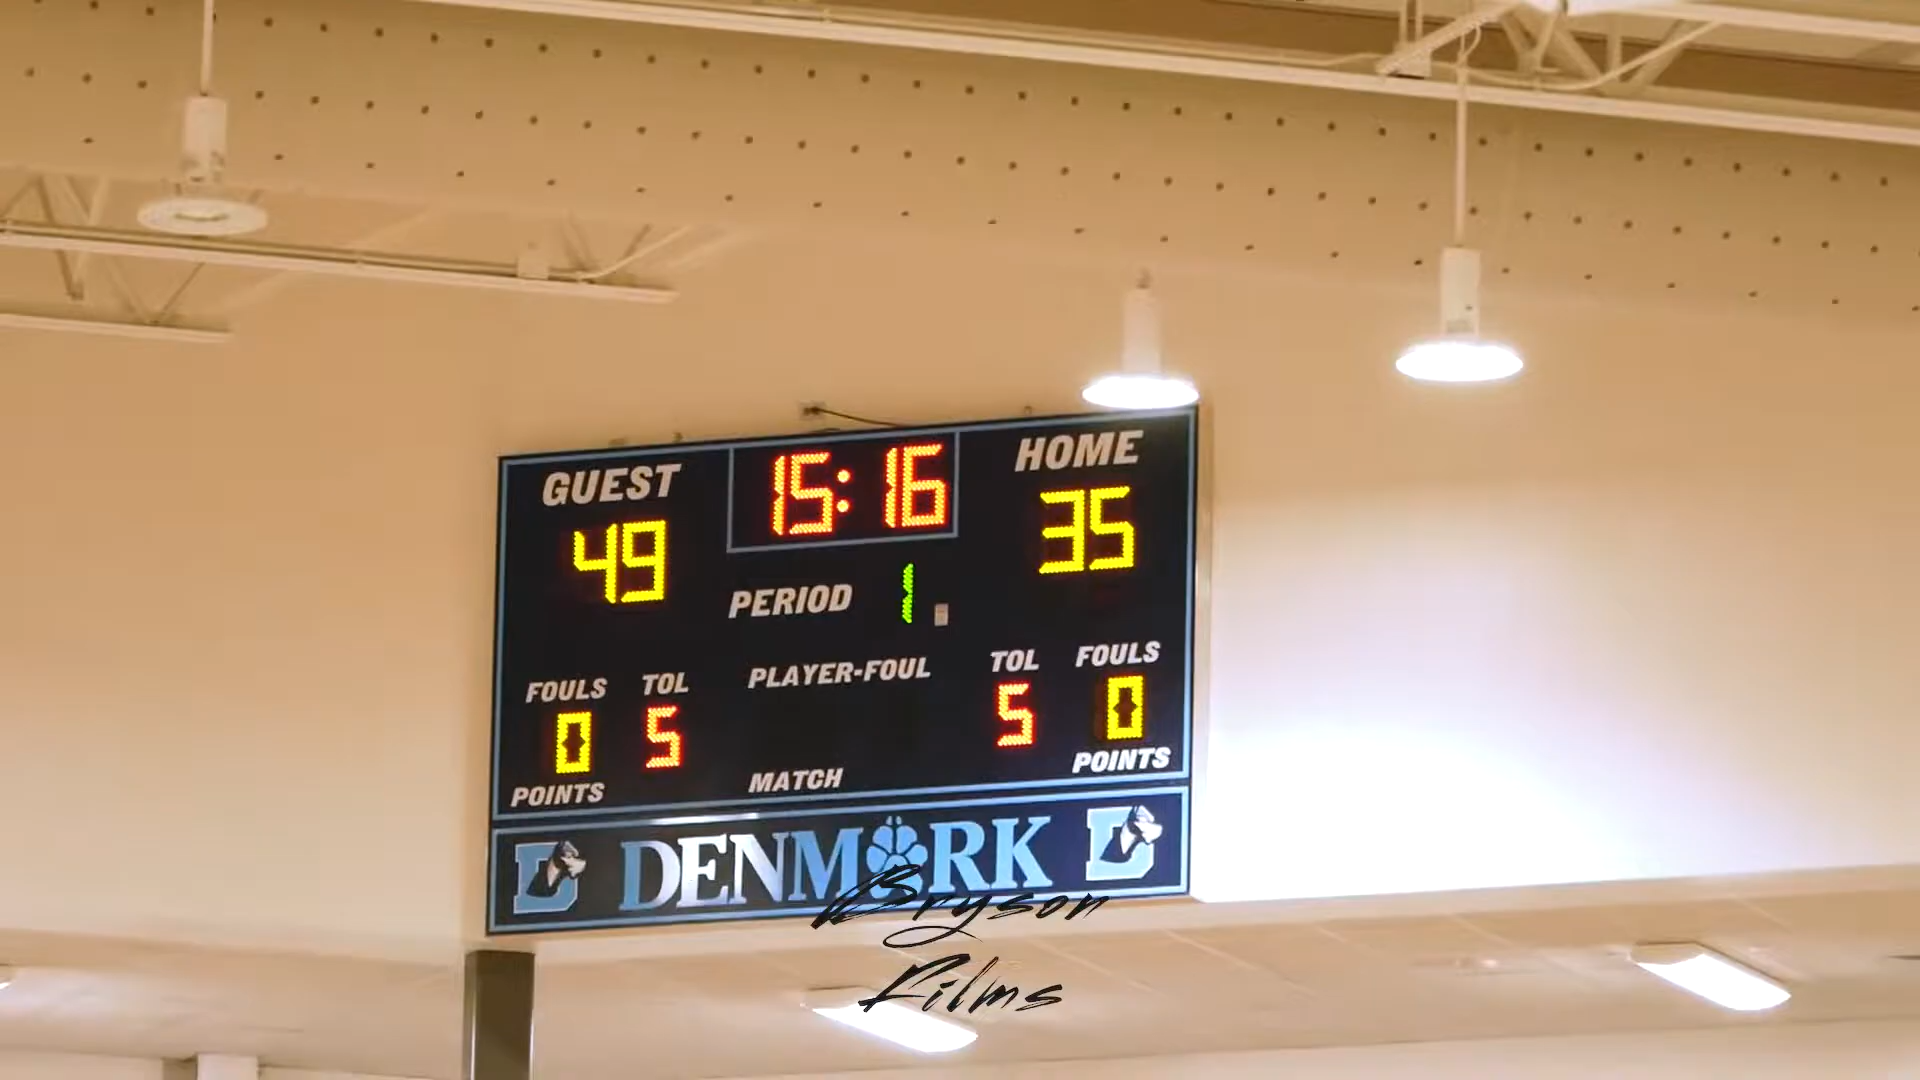 GUEST 15:16 HOME
49 35
PERIOD 1
FOULS TOL PLAYER-FOUL TOL FOULS
0 5 5 0
POINTS MATCH POINTS
D DENMARK D
Bryson
Films